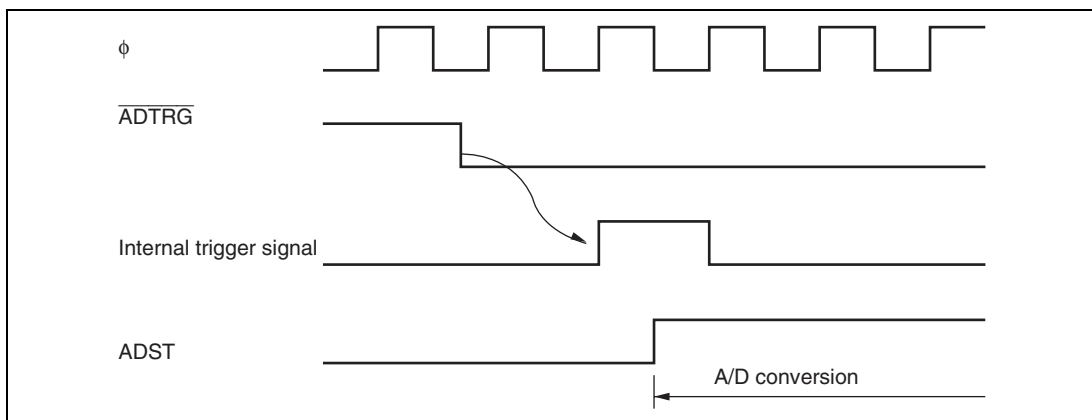 ϕ
ADTRG
Internal trigger signal
ADST
A/D conversion